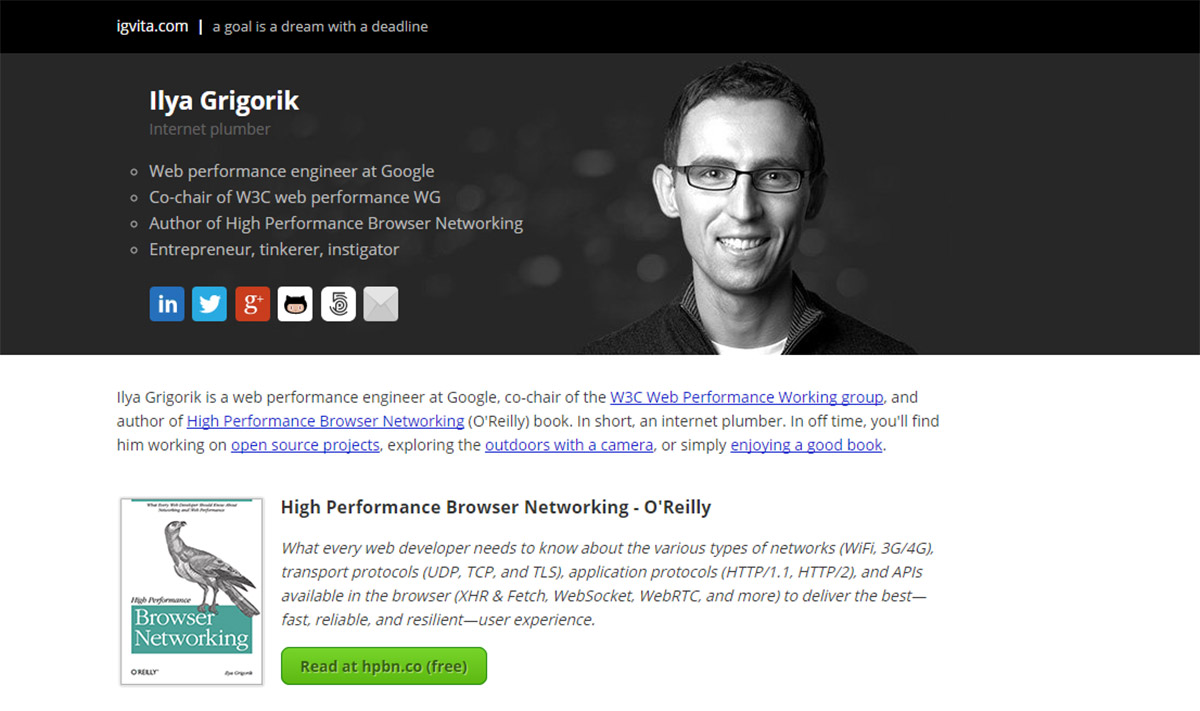 igvita.com | a goal is a dream with a deadline
Ilya Grigorik
Internet plumber
Web performance engineer at Google
Co-chair of W3C web performance WG
Author of High Performance Browser Networking
Entrepreneur, tinkerer, instigator
in g+ 5
Ilya Grigorik is a web performance engineer at Google, co-chair of the W3C Web Performance Working group, and
author of High Performance Browser Networking (O'Reilly) book. In short, an internet plumber. In off time, you'll find
him working on open source projects, exploring the outdoors with a camera, or simply enjoying a good book.
What Every Web Developer Should Know About
Networking and Web Performance
High Performance
Browser
Networking
O'REILLY
Ilya Grigorik
High Performance Browser Networking - O'Reilly
What every web developer needs to know about the various types of networks (WiFi, 3G/4G),
transport protocols (UDP, TCP, and TLS), application protocols (HTTP/1.1, HTTP/2), and APIs
available in the browser (XHR & Fetch, WebSocket, WebRTC, and more) to deliver the best—
fast, reliable, and resilient—user experience.
Read at hpbn.co (free)